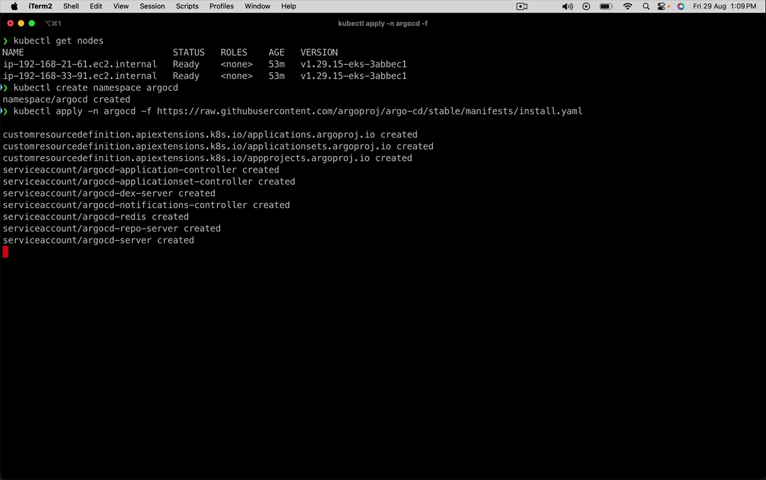 iTerm2 Shell Edit View Session Scripts Profiles Window Help Fri 29 Aug 1:09 PM
⌥⌘1 kubectl apply -n argocd -f
❯ kubectl get nodes
NAME STATUS ROLES AGE VERSION
ip-192-168-21-61.ec2.internal Ready <none> 53m v1.29.15-eks-3abbec1
ip-192-168-33-91.ec2.internal Ready <none> 53m v1.29.15-eks-3abbec1
❯ kubectl create namespace argocd
namespace/argocd created
❯ kubectl apply -n argocd -f https://raw.githubusercontent.com/argoproj/argo-cd/stable/manifests/install.yaml
customresourcedefinition.apiextensions.k8s.io/applications.argoproj.io created
customresourcedefinition.apiextensions.k8s.io/applicationsets.argoproj.io created
customresourcedefinition.apiextensions.k8s.io/appprojects.argoproj.io created
serviceaccount/argocd-application-controller created
serviceaccount/argocd-applicationset-controller created
serviceaccount/argocd-dex-server created
serviceaccount/argocd-notifications-controller created
serviceaccount/argocd-redis created
serviceaccount/argocd-repo-server created
serviceaccount/argocd-server created